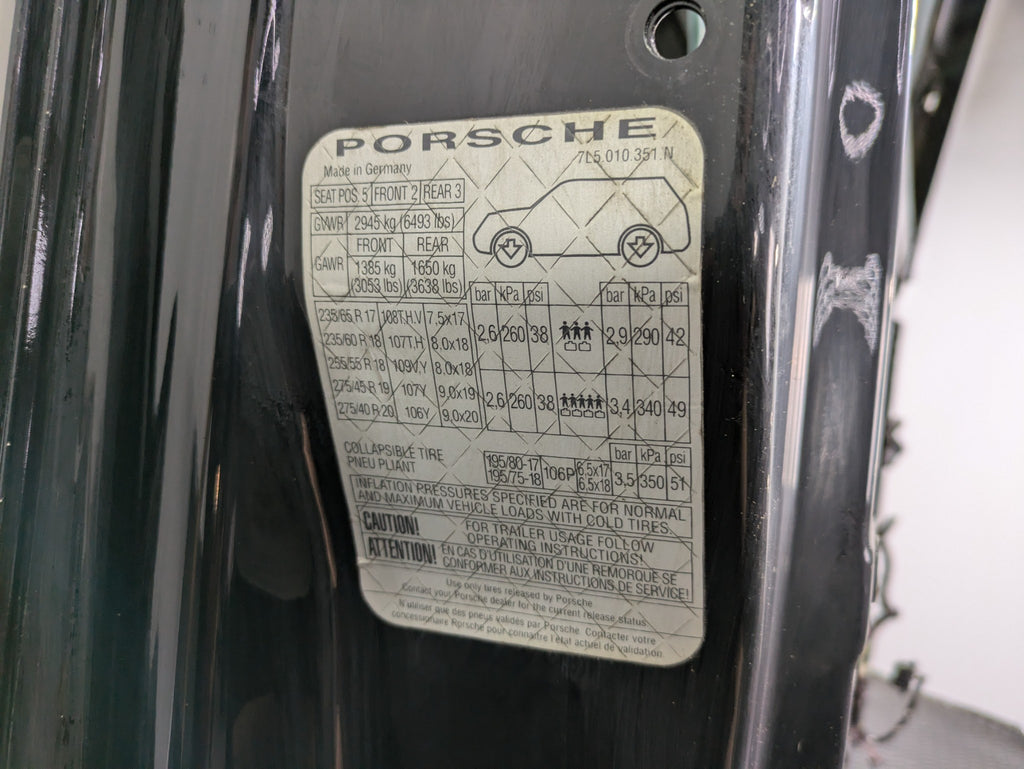 PORSCHE
Made in Germany
7L5.010.351.N
SEAT POS. 5 FRONT 2 REAR 3
GVWR 2945 kg (6493 lbs)
FRONT REAR
GAWR 1385 kg 1650 kg
(3053 lbs) (3638 lbs)
bar kPa psi bar kPa psi
235/65 R 17 108T,H,V 7,5x17
235/60 R 18 107T,H 8,0x18
255/55 R 18 109V,Y 8,0x18
275/45 R 19 107Y 9,0x19
275/40 R 20 106Y 9,0x20
2,6 260 38 2,9 290 42
2,6 260 38 3,4 340 49
COLLAPSIBLE TIRE
PNEU PLIANT
195/80-17 106P 6.5x17
195/75-18 6.5x18
bar kPa psi
3,5 350 51
INFLATION PRESSURES SPECIFIED ARE FOR NORMAL
AND MAXIMUM VEHICLE LOADS WITH COLD TIRES.
CAUTION! FOR TRAILER USAGE FOLLOW
OPERATING INSTRUCTIONS!
ATTENTION! EN CAS D'UTILISATION D'UNE REMORQUE SE
CONFORMER AUX INSTRUCTIONS DE SERVICE!
Use only tires released by Porsche
Contact your Porsche dealer for the current release status
N'utiliser que des pneus validés par Porsche. Contacter votre
concessionaire Porsche pour connaître l'état actuel de validation